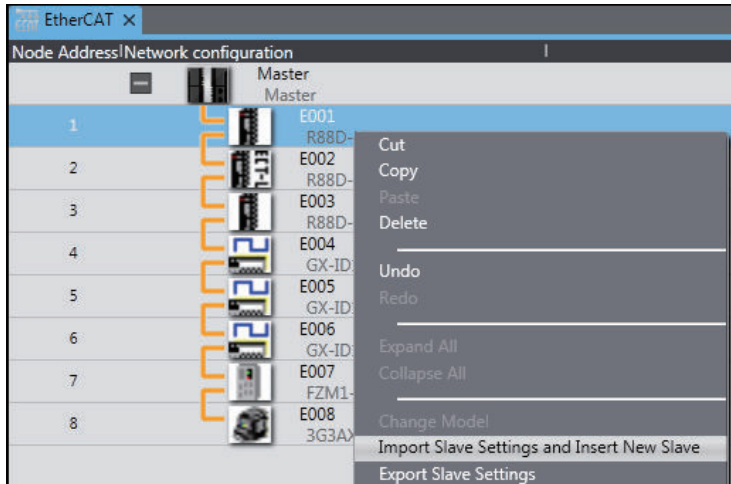 EtherCAT
Node Address Network configuration
Master
Master
1 E001
R88D-
2 E002
R88D-
3 E003
R88D-
4 E004
GX-ID
5 E005
GX-ID
6 E006
GX-ID
7 E007
FZM1-
8 E008
3G3AX
Cut
Copy
Paste
Delete
Undo
Redo
Expand All
Collapse All
Change Model
Import Slave Settings and Insert New Slave
Export Slave Settings